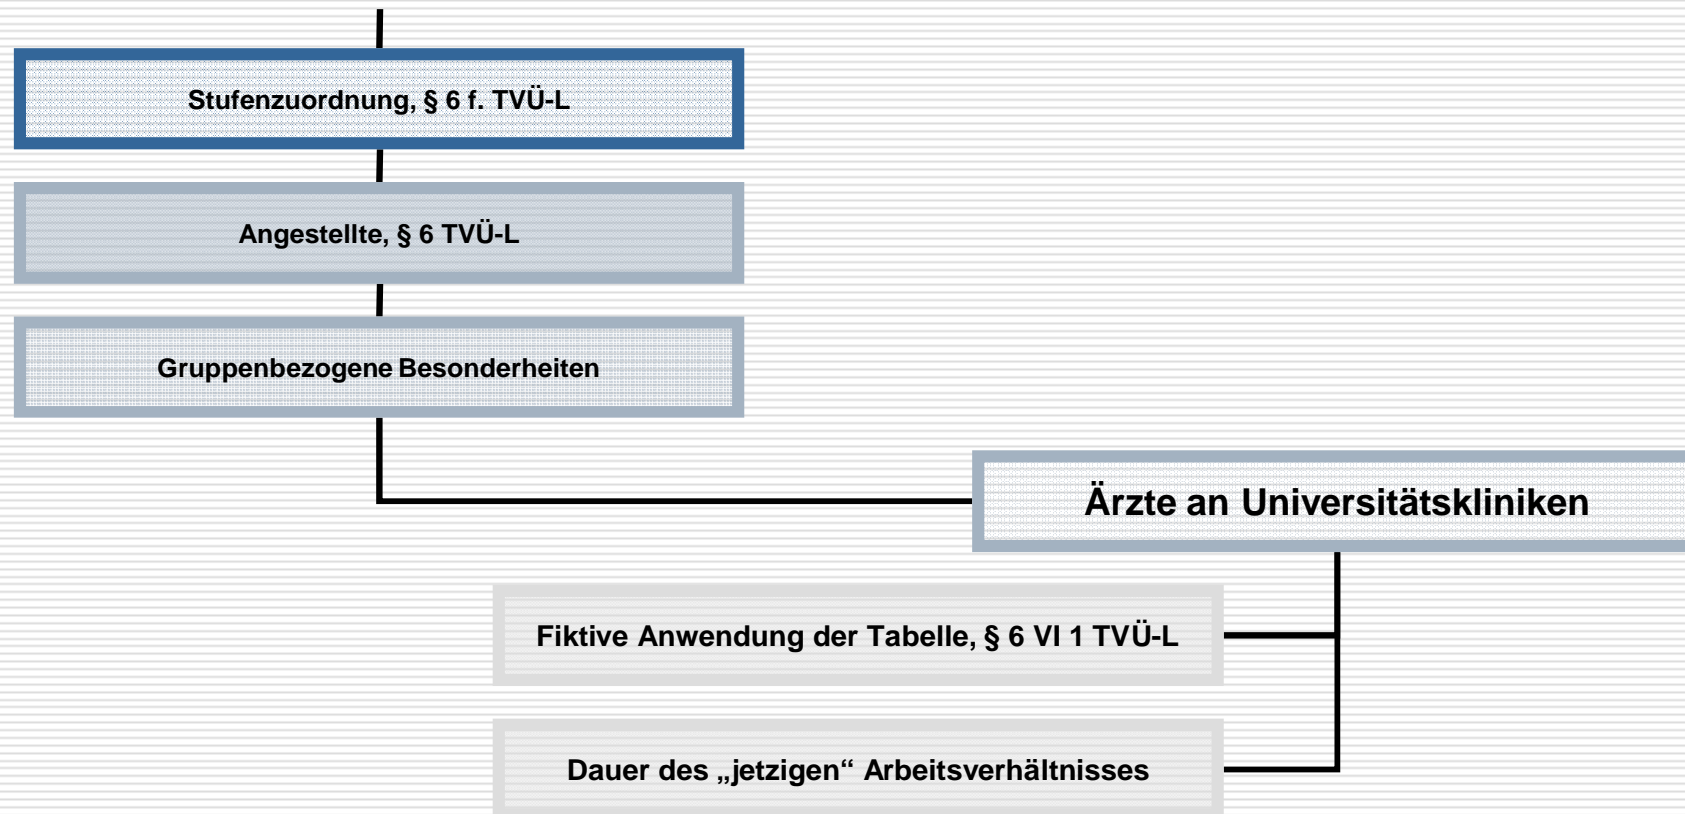 Stufenzuordnung, § 6 f. TVÜ-L
Angestellte, § 6 TVÜ-L
Gruppenbezogene Besonderheiten
Ärzte an Universitätskliniken
Fiktive Anwendung der Tabelle, § 6 VI 1 TVÜ-L
Dauer des „jetzigen“ Arbeitsverhältnisses